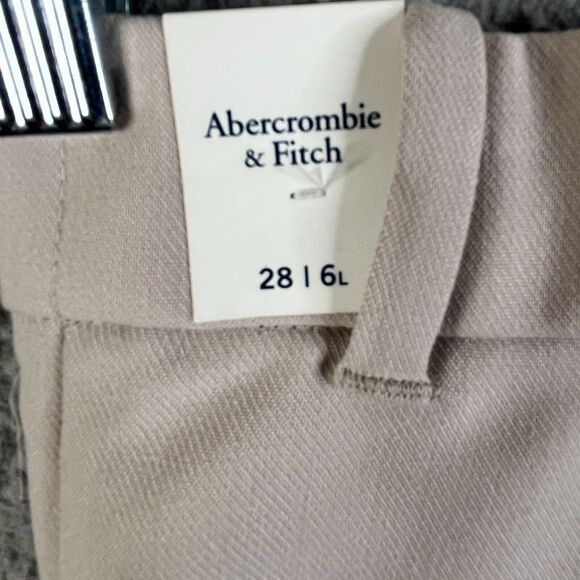 Abercrombie
& Fitch
28 | 6L